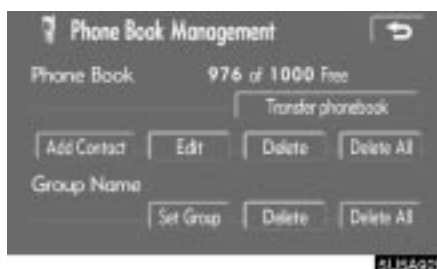 Phone Book Management
Phone Book 976 of 1000 Free
Transfer phonebook
Add Contact Edit Delete Delete All
Group Name
Set Group Delete Delete All